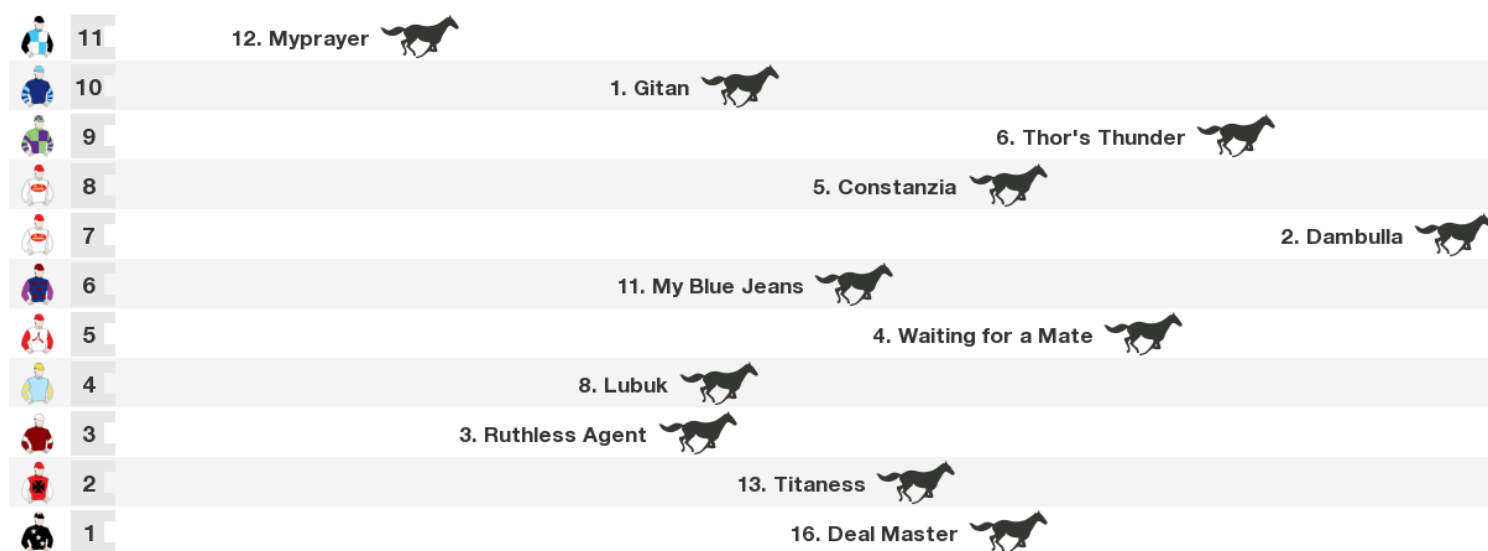 11 12. Myprayer
10 1. Gitan
9 6. Thor's Thunder
8 5. Constanzia
7 2. Dambulla
6 11. My Blue Jeans
5 4. Waiting for a Mate
4 8. Lubuk
3 3. Ruthless Agent
2 13. Titaness
1 16. Deal Master